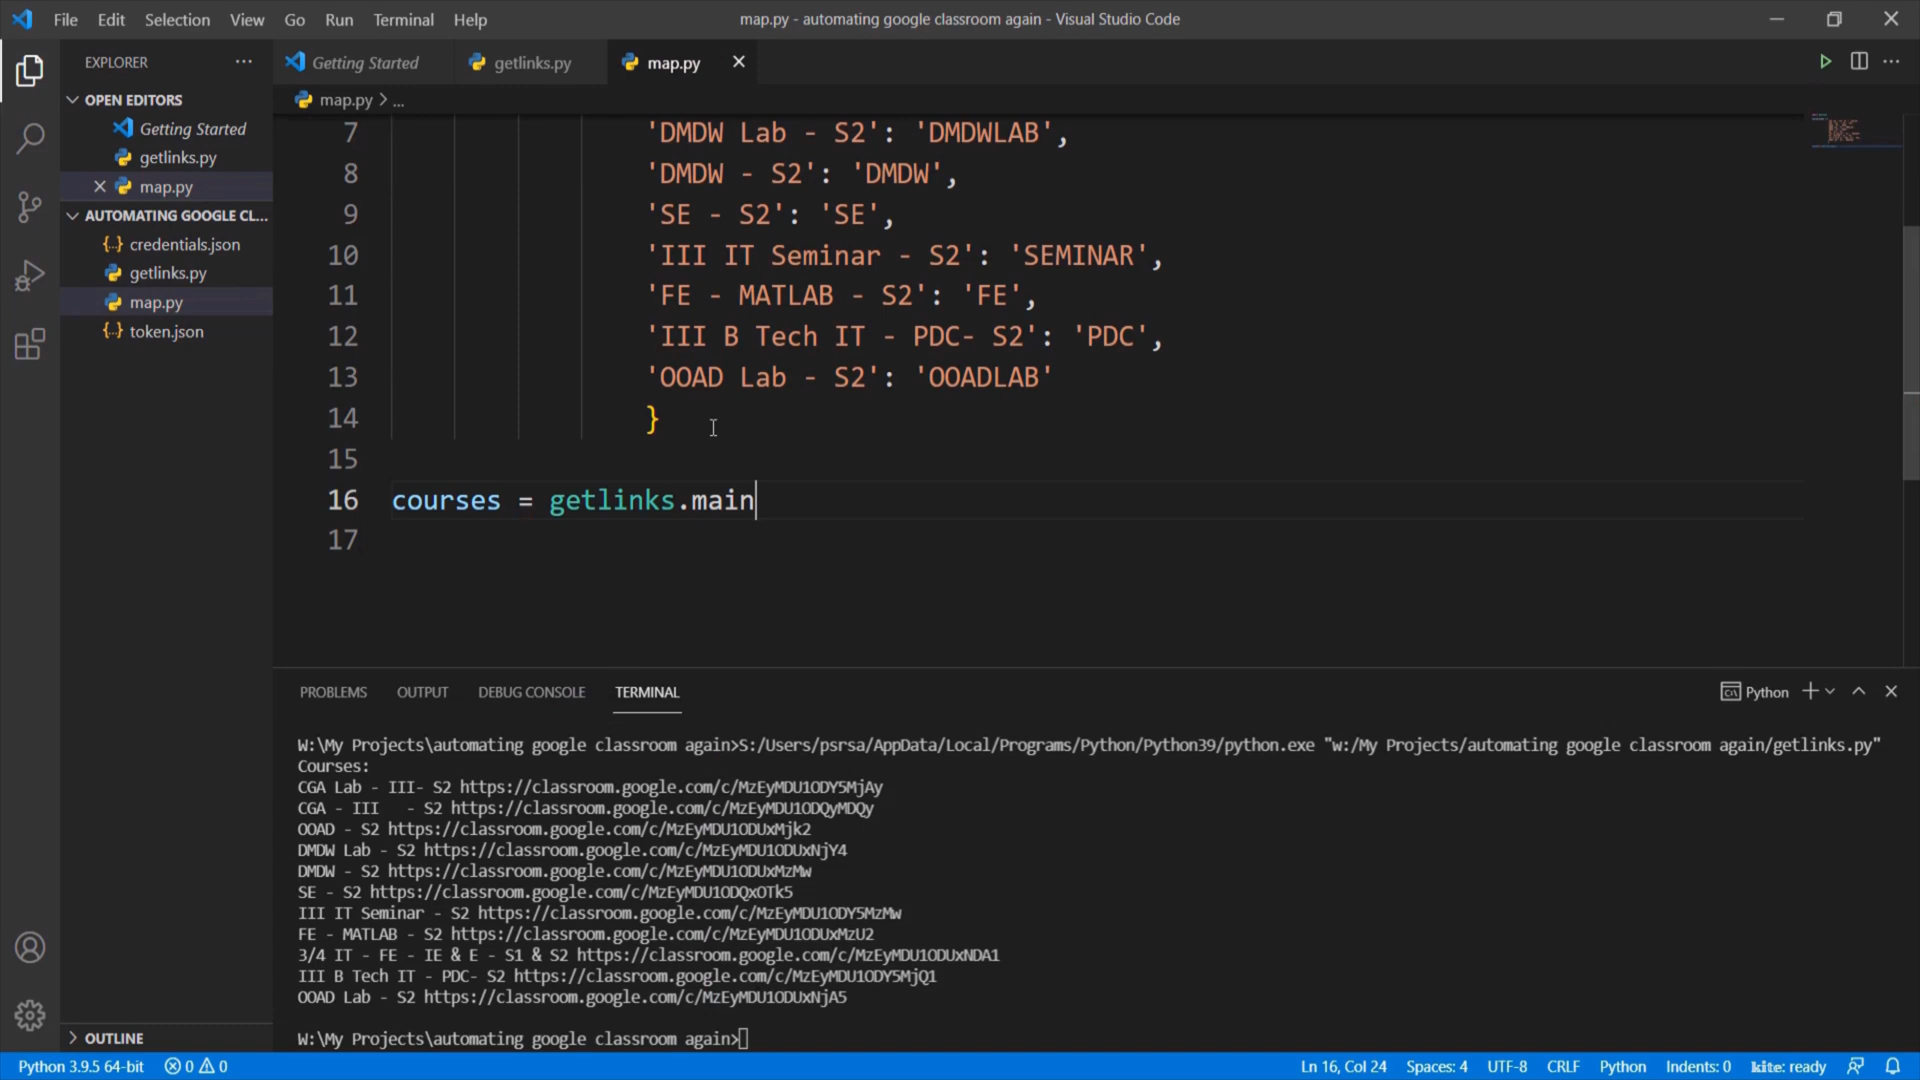 File Edit Selection View Go Run Terminal Help map.py - automating google classroom again - Visual Studio Code
EXPLORER ... Getting Started getlinks.py map.py
OPEN EDITORS
Getting Started
getlinks.py
map.py
AUTOMATING GOOGLE CL...
credentials.json
getlinks.py
map.py
token.json
OUTLINE
map.py > ...
7 'DMDW Lab - S2': 'DMDWLAB',
8 'DMDW - S2': 'DMDW',
9 'SE - S2': 'SE',
10 'III IT Seminar - S2': 'SEMINAR',
11 'FE - MATLAB - S2': 'FE',
12 'III B Tech IT - PDC- S2': 'PDC',
13 'OOAD Lab - S2': 'OOADLAB'
14 }
15
16 courses = getlinks.main
17
PROBLEMS OUTPUT DEBUG CONSOLE TERMINAL Python
W:\My Projects\automating google classroom again>S:/Users/psrsa/AppData/Local/Programs/Python/Python39/python.exe "w:/My Projects/automating google classroom again/getlinks.py"
Courses:
CGA Lab - III- S2 https://classroom.google.com/c/MzEyMDU1ODY5MjAy
CGA - III   - S2 https://classroom.google.com/c/MzEyMDU1ODQyMDQy
OOAD - S2 https://classroom.google.com/c/MzEyMDU1ODUxMjk2
DMDW Lab - S2 https://classroom.google.com/c/MzEyMDU1ODUxNjY4
DMDW - S2 https://classroom.google.com/c/MzEyMDU1ODUxMzMw
SE - S2 https://classroom.google.com/c/MzEyMDU1ODQxOTk5
III IT Seminar - S2 https://classroom.google.com/c/MzEyMDU1ODY5MzMw
FE - MATLAB - S2 https://classroom.google.com/c/MzEyMDU1ODUxMzU2
3/4 IT - FE - IE & E - S1 & S2 https://classroom.google.com/c/MzEyMDU1ODUxNDA1
III B Tech IT - PDC- S2 https://classroom.google.com/c/MzEyMDU1ODY5MjQ1
OOAD Lab - S2 https://classroom.google.com/c/MzEyMDU1ODUxNjA5
W:\My Projects\automating google classroom again>
Python 3.9.5 64-bit 0 0 Ln 16, Col 24 Spaces: 4 UTF-8 CRLF Python Indents: 0 kite: ready